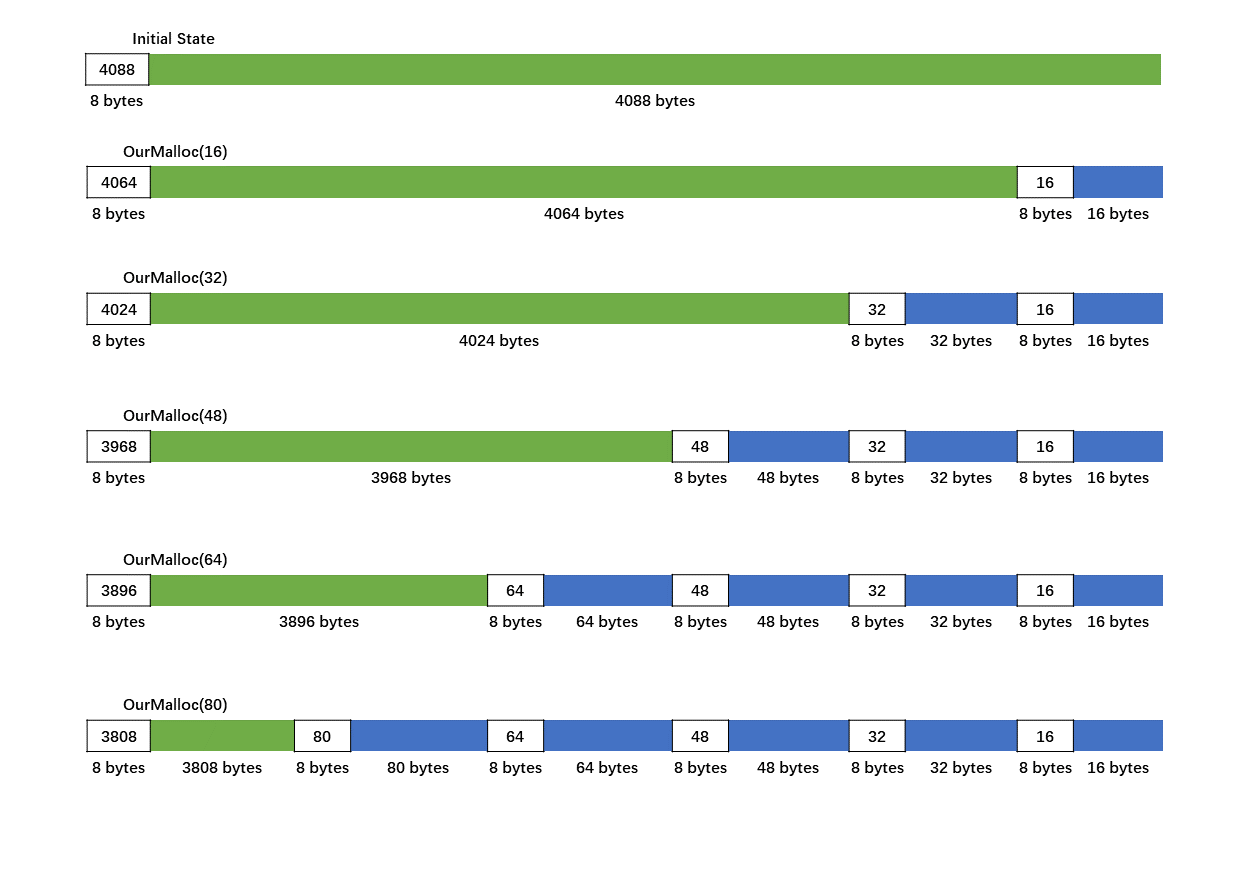 Initial State
4088
8 bytes 4088 bytes
OurMalloc(16)
4064 16
8 bytes 4064 bytes 8 bytes 16 bytes
OurMalloc(32)
4024 32 16
8 bytes 4024 bytes 8 bytes 32 bytes 8 bytes 16 bytes
OurMalloc(48)
3968 48 32 16
8 bytes 3968 bytes 8 bytes 48 bytes 8 bytes 32 bytes 8 bytes 16 bytes
OurMalloc(64)
3896 64 48 32 16
8 bytes 3896 bytes 8 bytes 64 bytes 8 bytes 48 bytes 8 bytes 32 bytes 8 bytes 16 bytes
OurMalloc(80)
3808 80 64 48 32 16
8 bytes 3808 bytes 8 bytes 80 bytes 8 bytes 64 bytes 8 bytes 48 bytes 8 bytes 32 bytes 8 bytes 16 bytes